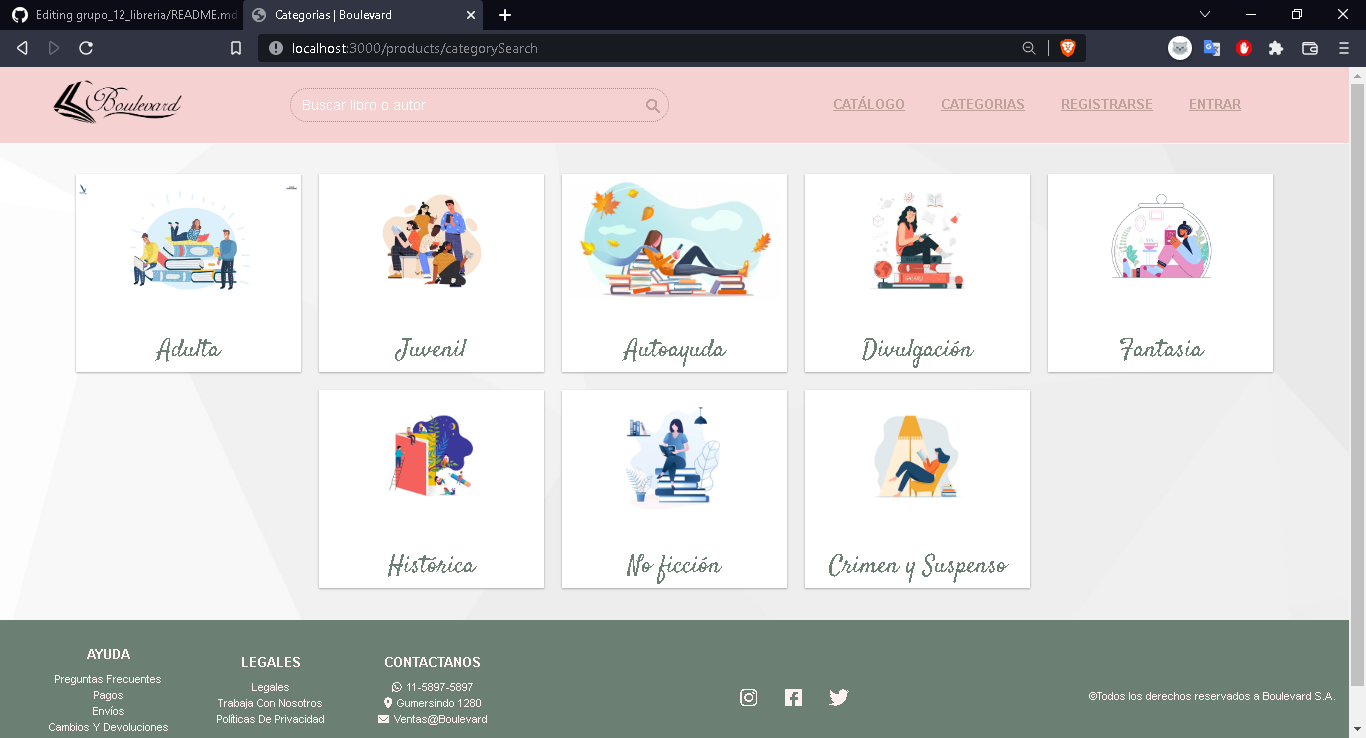 Editing grupo_12_libreria/README.md
Categorías | Boulevard
localhost:3000/products/categorySearch
Boulevard
Buscar libro o autor
CATÁLOGO
CATEGORIAS
REGISTRARSE
ENTRAR
Adulta
Juvenil
Autoayuda
Divulgación
Fantasia
Histórica
No ficción
Crimen y Suspenso
AYUDA
Preguntas Frecuentes
Pagos
Envíos
Cambios Y Devoluciones
LEGALES
Legales
Trabaja Con Nosotros
Políticas De Privacidad
CONTACTANOS
11-5897-5897
Gumersindo 1280
Ventas@Boulevard
©Todos los derechos reservados a Boulevard S.A.